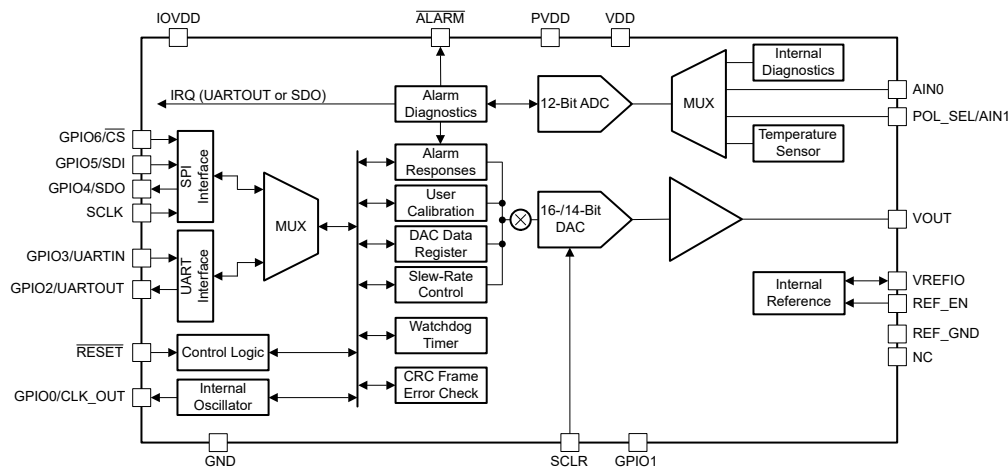 IOVDD
ALARM
PVDD
VDD
IRQ (UARTOUT or SDO)
Alarm
Diagnostics
12-Bit ADC
MUX
Internal
Diagnostics
Temperature
Sensor
AIN0
POL_SEL/AIN1
GPIO6/CS
GPIO5/SDI
GPIO4/SDO
SCLK
SPI
Interface
GPIO3/UARTIN
GPIO2/UARTOUT
UART
Interface
MUX
Alarm
Responses
User
Calibration
DAC Data
Register
Slew-Rate
Control
16-/14-Bit
DAC
VOUT
Internal
Reference
VREFIO
REF_EN
REF_GND
NC
RESET
Control Logic
Watchdog
Timer
GPIO0/CLK_OUT
Internal
Oscillator
CRC Frame
Error Check
GND
SCLR
GPIO1